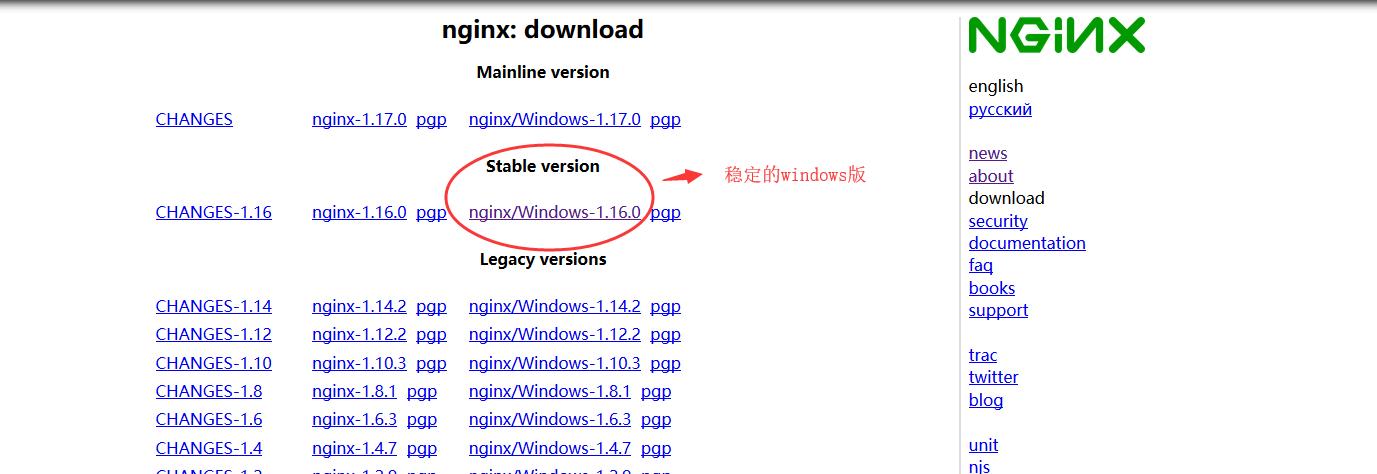 nginx: download
Mainline version
CHANGES nginx-1.17.0 pgp nginx/Windows-1.17.0 pgp
Stable version
稳定的windows版
CHANGES-1.16 nginx-1.16.0 pgp nginx/Windows-1.16.0 pgp
Legacy versions
CHANGES-1.14 nginx-1.14.2 pgp nginx/Windows-1.14.2 pgp
CHANGES-1.12 nginx-1.12.2 pgp nginx/Windows-1.12.2 pgp
CHANGES-1.10 nginx-1.10.3 pgp nginx/Windows-1.10.3 pgp
CHANGES-1.8 nginx-1.8.1 pgp nginx/Windows-1.8.1 pgp
CHANGES-1.6 nginx-1.6.3 pgp nginx/Windows-1.6.3 pgp
CHANGES-1.4 nginx-1.4.7 pgp nginx/Windows-1.4.7 pgp
NGINX
english
русский
news
about
download
security
documentation
faq
books
support
trac
twitter
blog
unit
njs